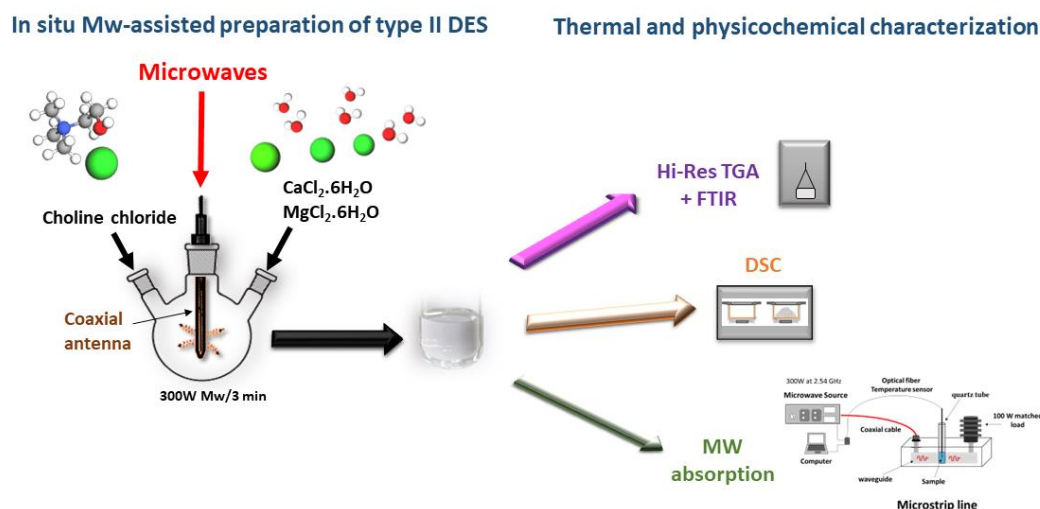 In situ Mw-assisted preparation of type II DES
Thermal and physicochemical characterization
Microwaves
CaCl₂.6H₂O
MgCl₂.6H₂O
Choline chloride
Coaxial
antenna
300W Mw/3 min
Hi-Res TGA
+ FTIR
DSC
MW
absorption
300W at 2.54 GHz
Microwave Source
Optical fiber
Temperature sensor
quartz tube
100 W matched
load
Coaxial cable
Computer
waveguide
Sample
Microstrip line